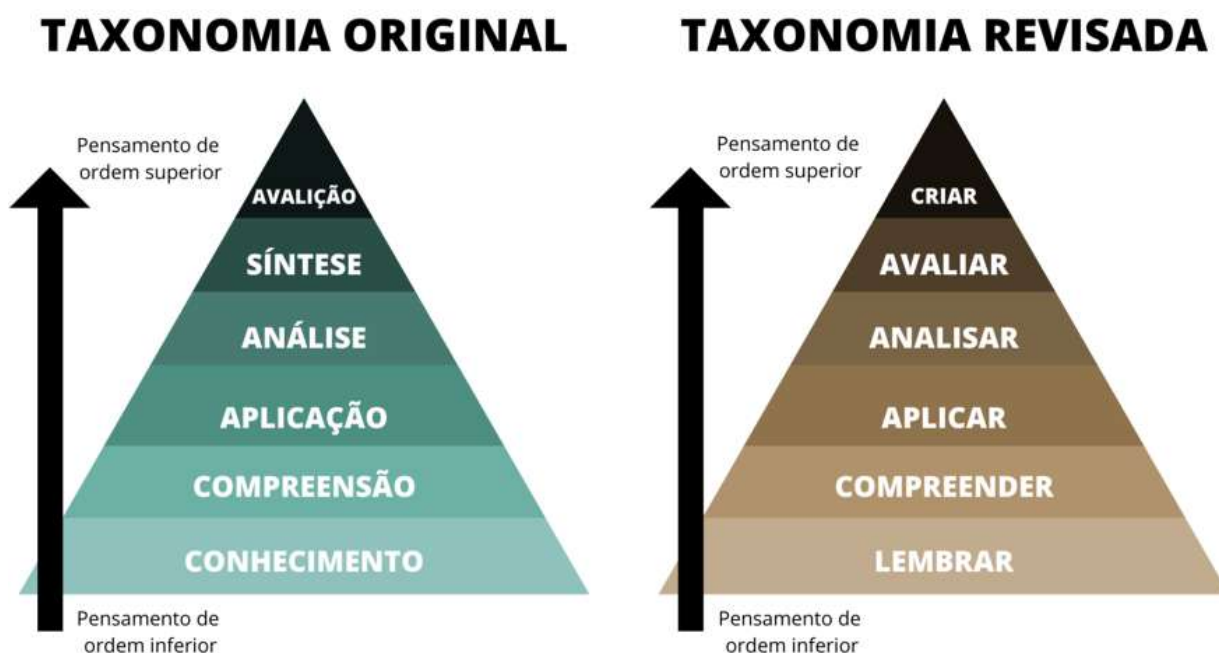 TAXONOMIA ORIGINAL
Pensamento de
ordem superior
AVALIÇÃO
SÍNTESE
ANÁLISE
APLICAÇÃO
COMPREENSÃO
CONHECIMENTO
Pensamento de
ordem inferior
TAXONOMIA REVISADA
Pensamento de
ordem superior
CRIAR
AVALIAR
ANALISAR
APLICAR
COMPREENDER
LEMBRAR
Pensamento de
ordem inferior